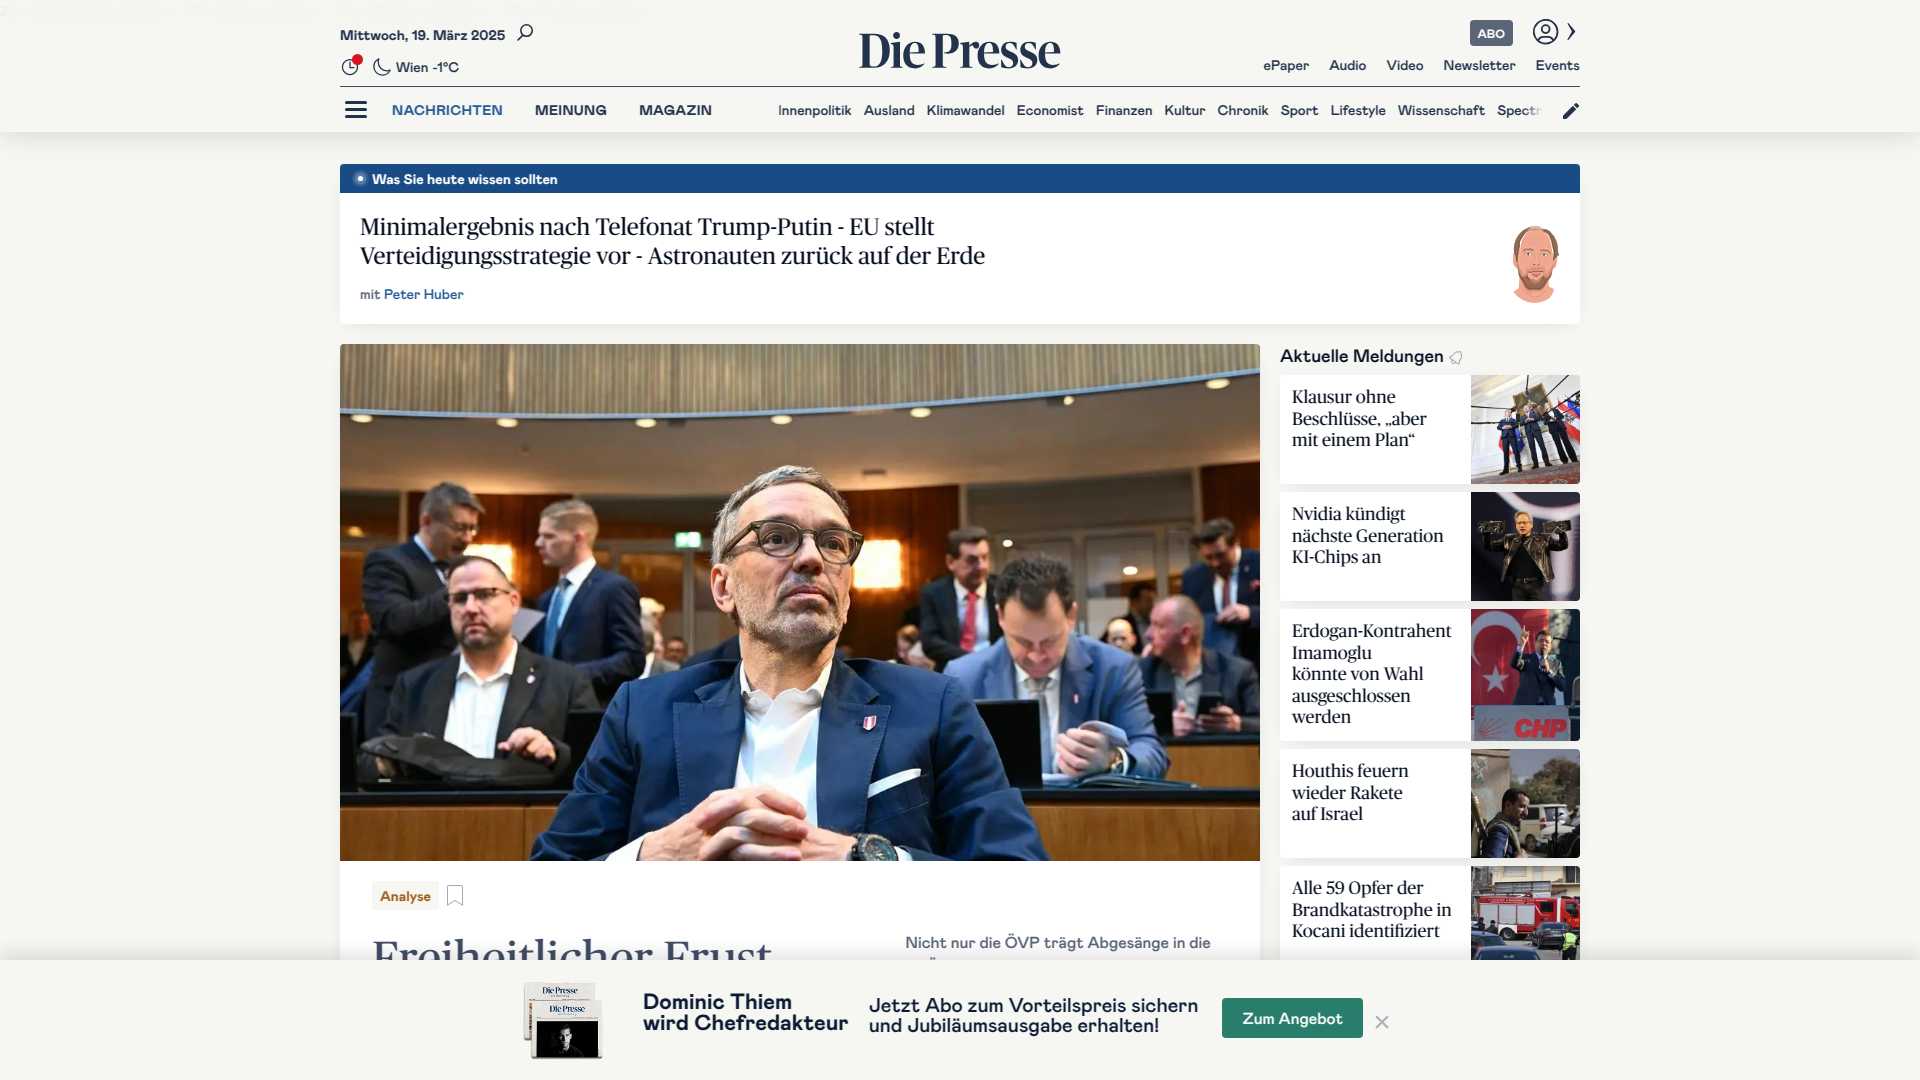 Mittwoch, 19. März 2025
Die Presse
ABO
Wien -1°C
ePaper Audio Video Newsletter Events
NACHRICHTEN MEINUNG MAGAZIN
Innenpolitik Ausland Klimawandel Economist Finanzen Kultur Chronik Sport Lifestyle Wissenschaft
Was Sie heute wissen sollten
Minimalergebnis nach Telefonat Trump-Putin - EU stellt
Verteidigungsstrategie vor - Astronauten zurück auf der Erde
mit Peter Huber
Analyse
Freiheitlicher Frust
Nicht nur die ÖVP trägt Abgesänge in die
Aktuelle Meldungen
Klausur ohne
Beschlüsse, „aber
mit einem Plan“
Nvidia kündigt
nächste Generation
KI-Chips an
Erdogan-Kontrahent
Imamoglu
könnte von Wahl
ausgeschlossen
werden
CHP
Houthis feuern
wieder Rakete
auf Israel
Alle 59 Opfer der
Brandkatastrophe in
Kocani identifiziert
Die Presse
Die Presse
Dominic Thiem
wird Chefredakteur
Jetzt Abo zum Vorteilspreis sichern
und Jubiläumsausgabe erhalten!
Zum Angebot